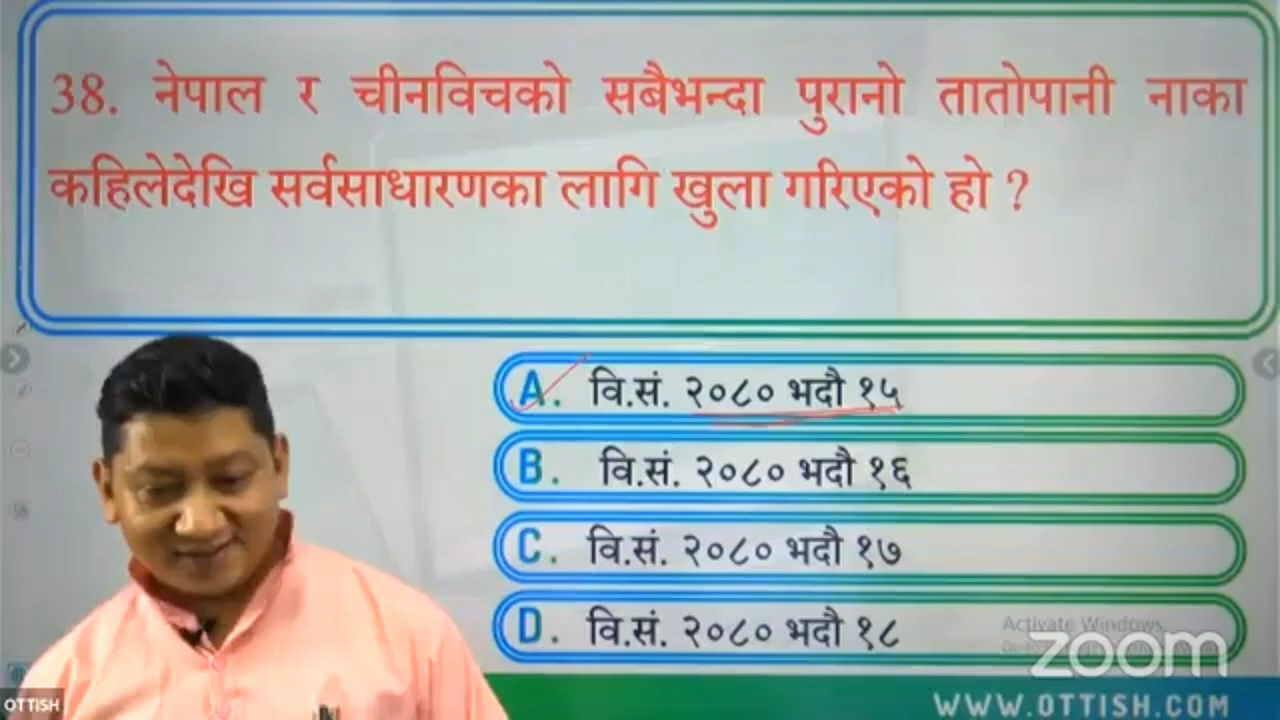 38. नेपाल र चीनविचको सबैभन्दा पुरानो तातोपानी नाका
कहिलेदेखि सर्वसाधारणका लागि खुला गरिएको हो ?
A. वि.सं. २०८० भदौ १५
B. वि.सं. २०८० भदौ १६
C. वि.सं. २०८० भदौ १७
D. वि.सं. २०८० भदौ १८
Activate Windows
zoom
OTTISH
WWW.OTTISH.COM